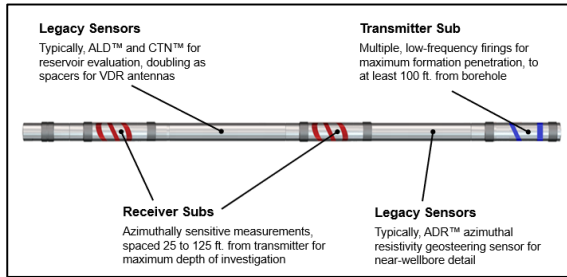 Legacy Sensors
Typically, ALD™ and CTN™ for
reservoir evaluation, doubling as
spacers for VDR antennas
Transmitter Sub
Multiple, low-frequency firings for
maximum formation penetration, to
at least 100 ft. from borehole
Receiver Subs
Azimuthally sensitive measurements,
spaced 25 to 125 ft. from transmitter for
maximum depth of investigation
Legacy Sensors
Typically, ADR™ azimuthal
resistivity geosteering sensor for
near-wellbore detail